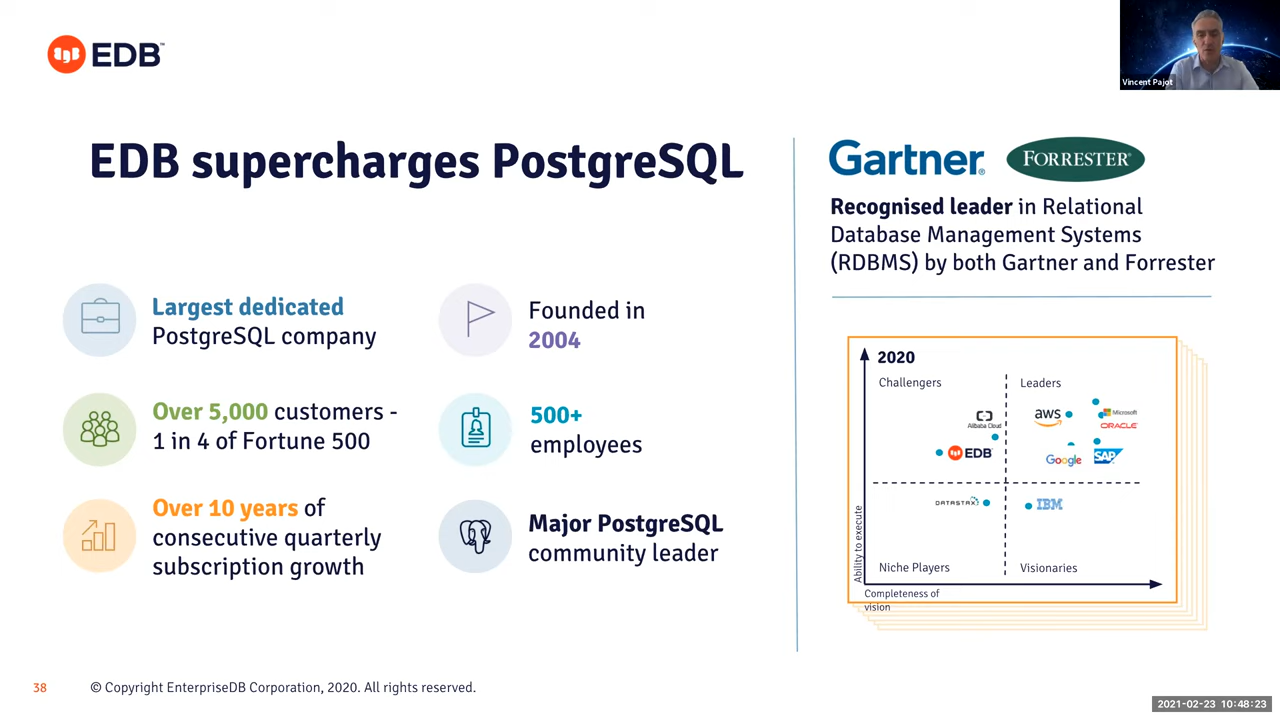 EDB™
Vincent Pajot
EDB supercharges PostgreSQL
Largest dedicated
PostgreSQL company
Over 5,000 customers -
1 in 4 of Fortune 500
Over 10 years of
consecutive quarterly
subscription growth
Founded in
2004
500+
employees
Major PostgreSQL
community leader
Gartner®
FORRESTER®
Recognised leader in Relational
Database Management Systems
(RDBMS) by both Gartner and Forrester
2020
Challengers
Leaders
Alibaba Cloud
aws
Microsoft
ORACLE
EDB
Google
SAP
DATASTAX
IBM
Niche Players
Visionaries
Ability to execute
Completeness of
vision
38
© Copyright EnterpriseDB Corporation, 2020. All rights reserved.
2021-02-23 10:48:23